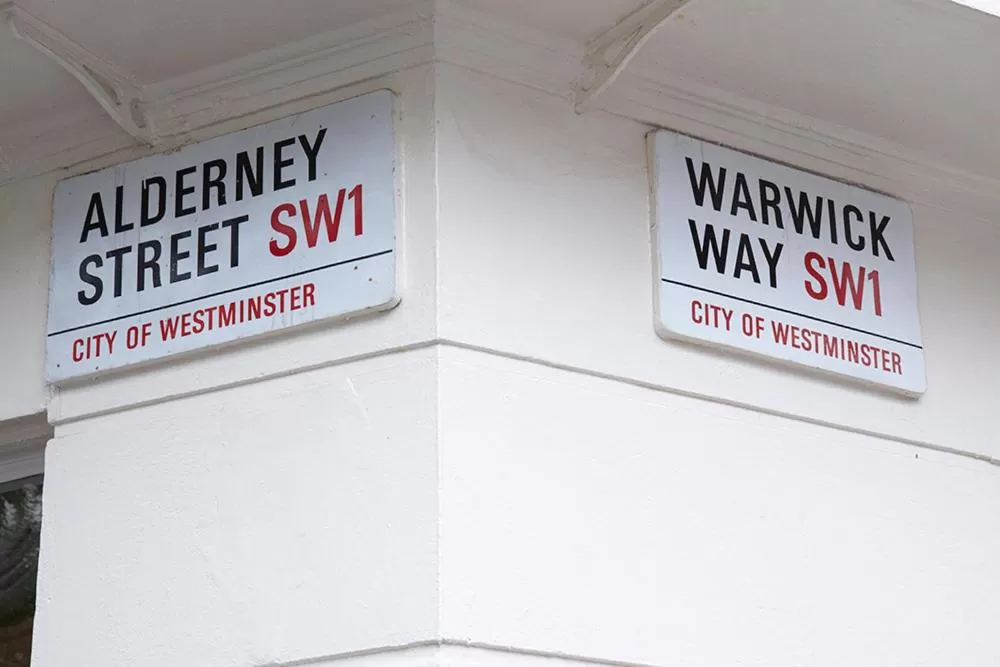 ALDERNEY
STREET SW1
CITY OF WESTMINSTER
WARWICK
WAY SW1
CITY OF WESTMINSTER